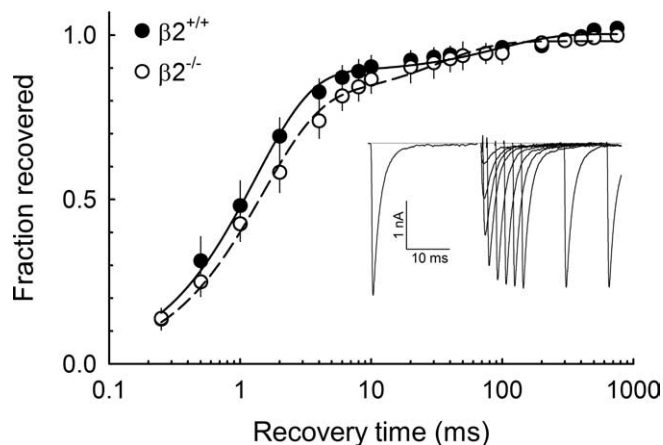 β2+/+
β2-/-
Fraction recovered
1.0
0.5
0.0
1 nA
10 ms
0.1
1
10
100
1000
Recovery time (ms)